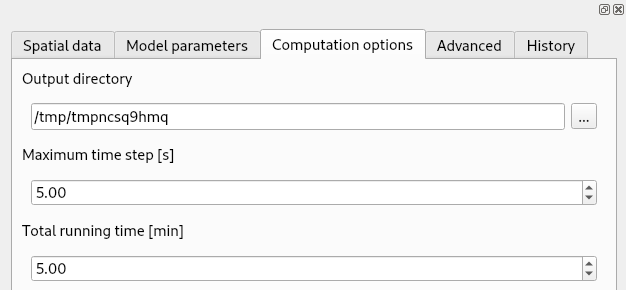 Spatial data Model parameters Computation options Advanced History
Output directory
/tmp/tmpncsq9hmq ...
Maximum time step [s]
5.00
Total running time [min]
5.00